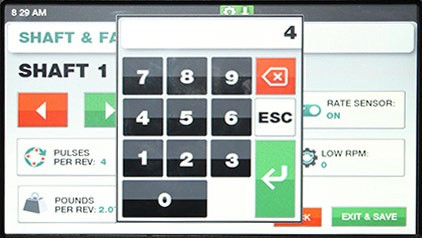 8:29 AM
1
SHAFT & FA
4
SHAFT 1
7 8 9
4 5 6 ESC
1 2 3
0
RATE SENSOR:
ON
PULSES
PER REV: 4
LOW RPM:
0
POUNDS
PER REV: 2.0
EXIT & SAVE